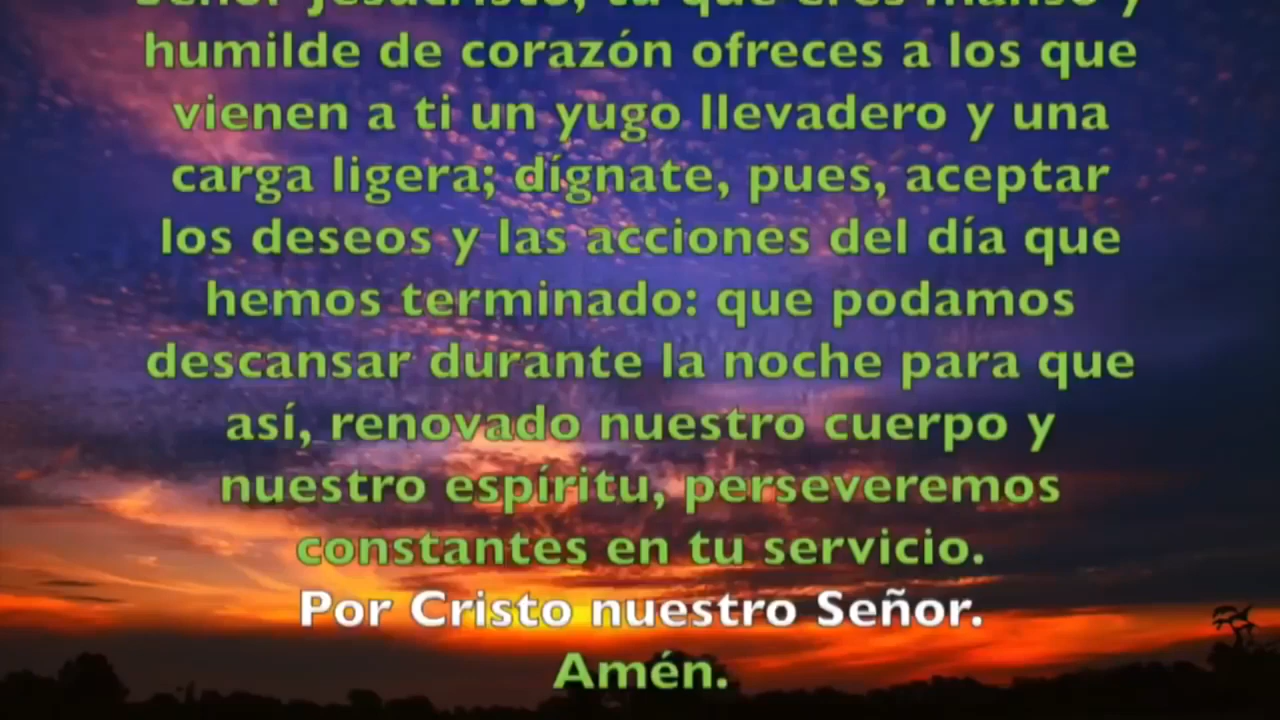 Señor Jesucristo, tú que eres manso y
humilde de corazón ofreces a los que
vienen a ti un yugo llevadero y una
carga ligera; dígnate, pues, aceptar
los deseos y las acciones del día que
hemos terminado: que podamos
descansar durante la noche para que
así, renovado nuestro cuerpo y
nuestro espíritu, perseveremos
constantes en tu servicio.
Por Cristo nuestro Señor.
Amén.